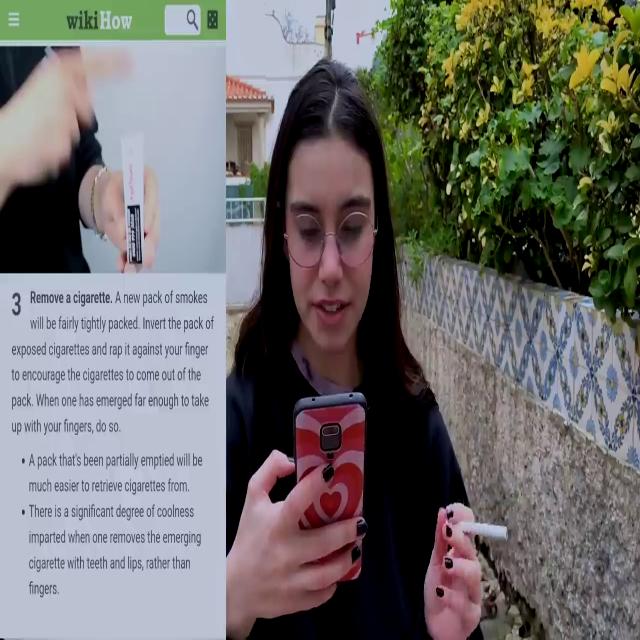 wikiHow
3 Remove a cigarette. A new pack of smokes
will be fairly tightly packed. Invert the pack of
exposed cigarettes and rap it against your finger
to encourage the cigarettes to come out of the
pack. When one has emerged far enough to take
up with your fingers, do so.
• A pack that's been partially emptied will be
much easier to retrieve cigarettes from.
• There is a significant degree of coolness
imparted when one removes the emerging
cigarette with teeth and lips, rather than
fingers.